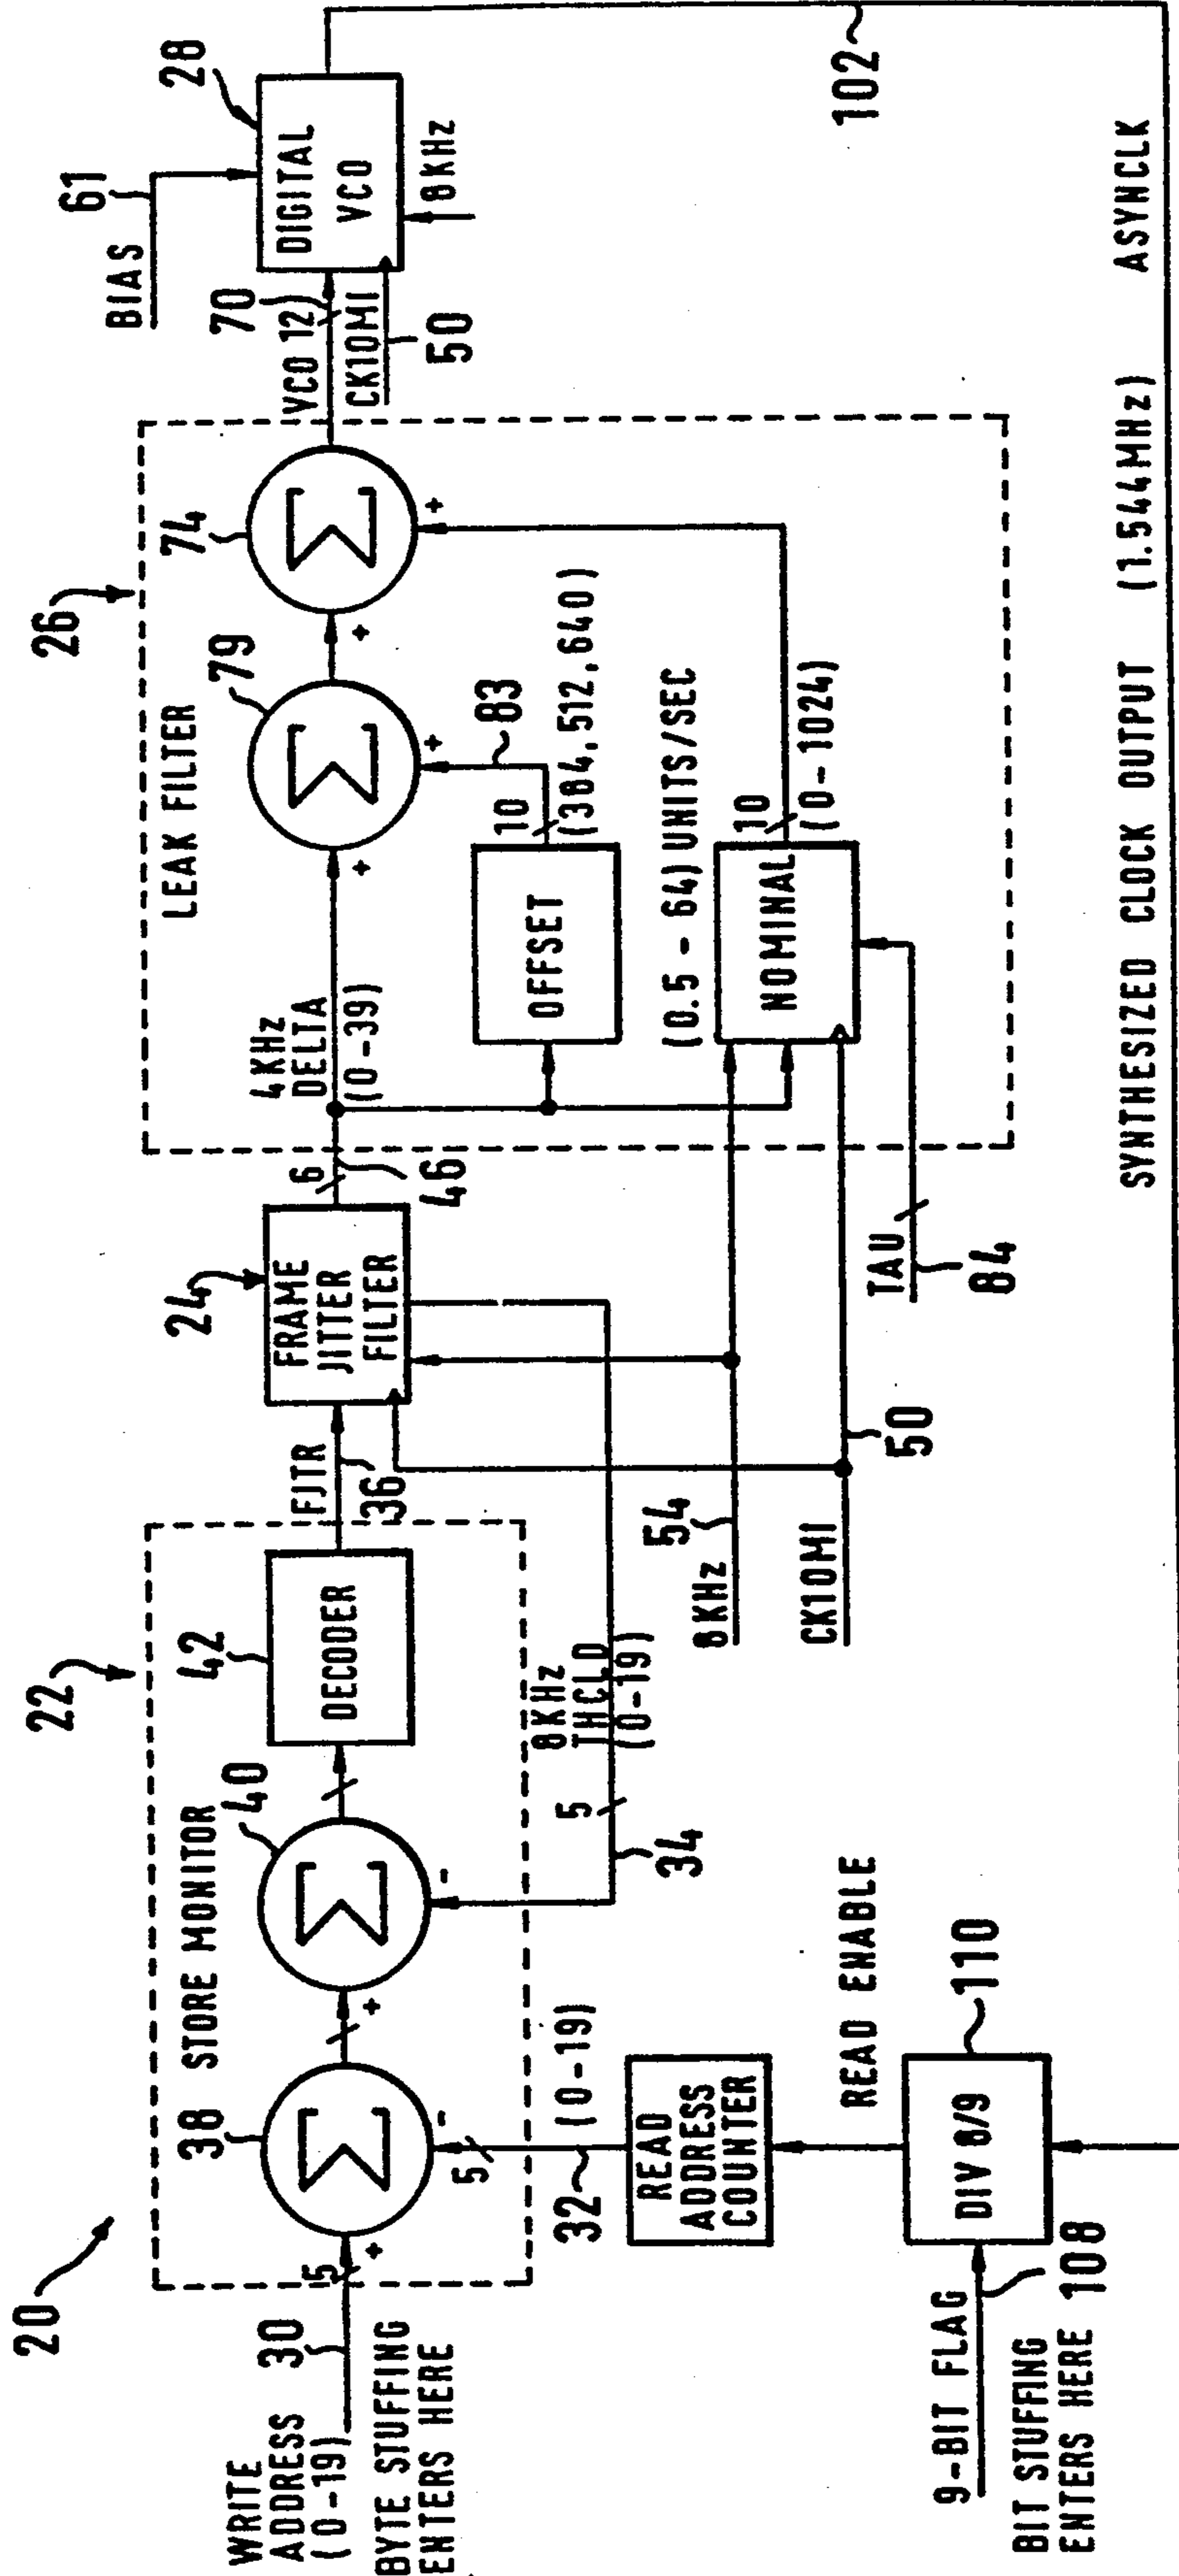 20
22
26
WRITE
ADDRESS
(0-19)
30
BYTE STUFFING
ENTERS HERE
5
+
38
STORE MONITOR
40
-
+
-
42
DECODER
FJTR
36
24
FRAME
JITTER
FILTER
6
46
LEAK FILTER
4KHz
DELTA
(0-39)
+
79
+
+
74
+
OFFSET
10
83
(384,512,640)
(0.5 - 64) UNITS/SEC
NOMINAL
10
(0-1024)
VCO 12
70
CK10MI
50
BIAS
61
28
DIGITAL
VCO
8KHz
102
8KHz
THCLD
(0-19)
5
34
54
8KHz
CK10MI
50
TAU
84
5
32
(0-19)
READ
ADDRESS
COUNTER
READ ENABLE
DIV 8/9
110
9-BIT FLAG
108
BIT STUFFING
ENTERS HERE
SYNTHESIZED CLOCK OUTPUT (1.544MHz) ASYNCLK